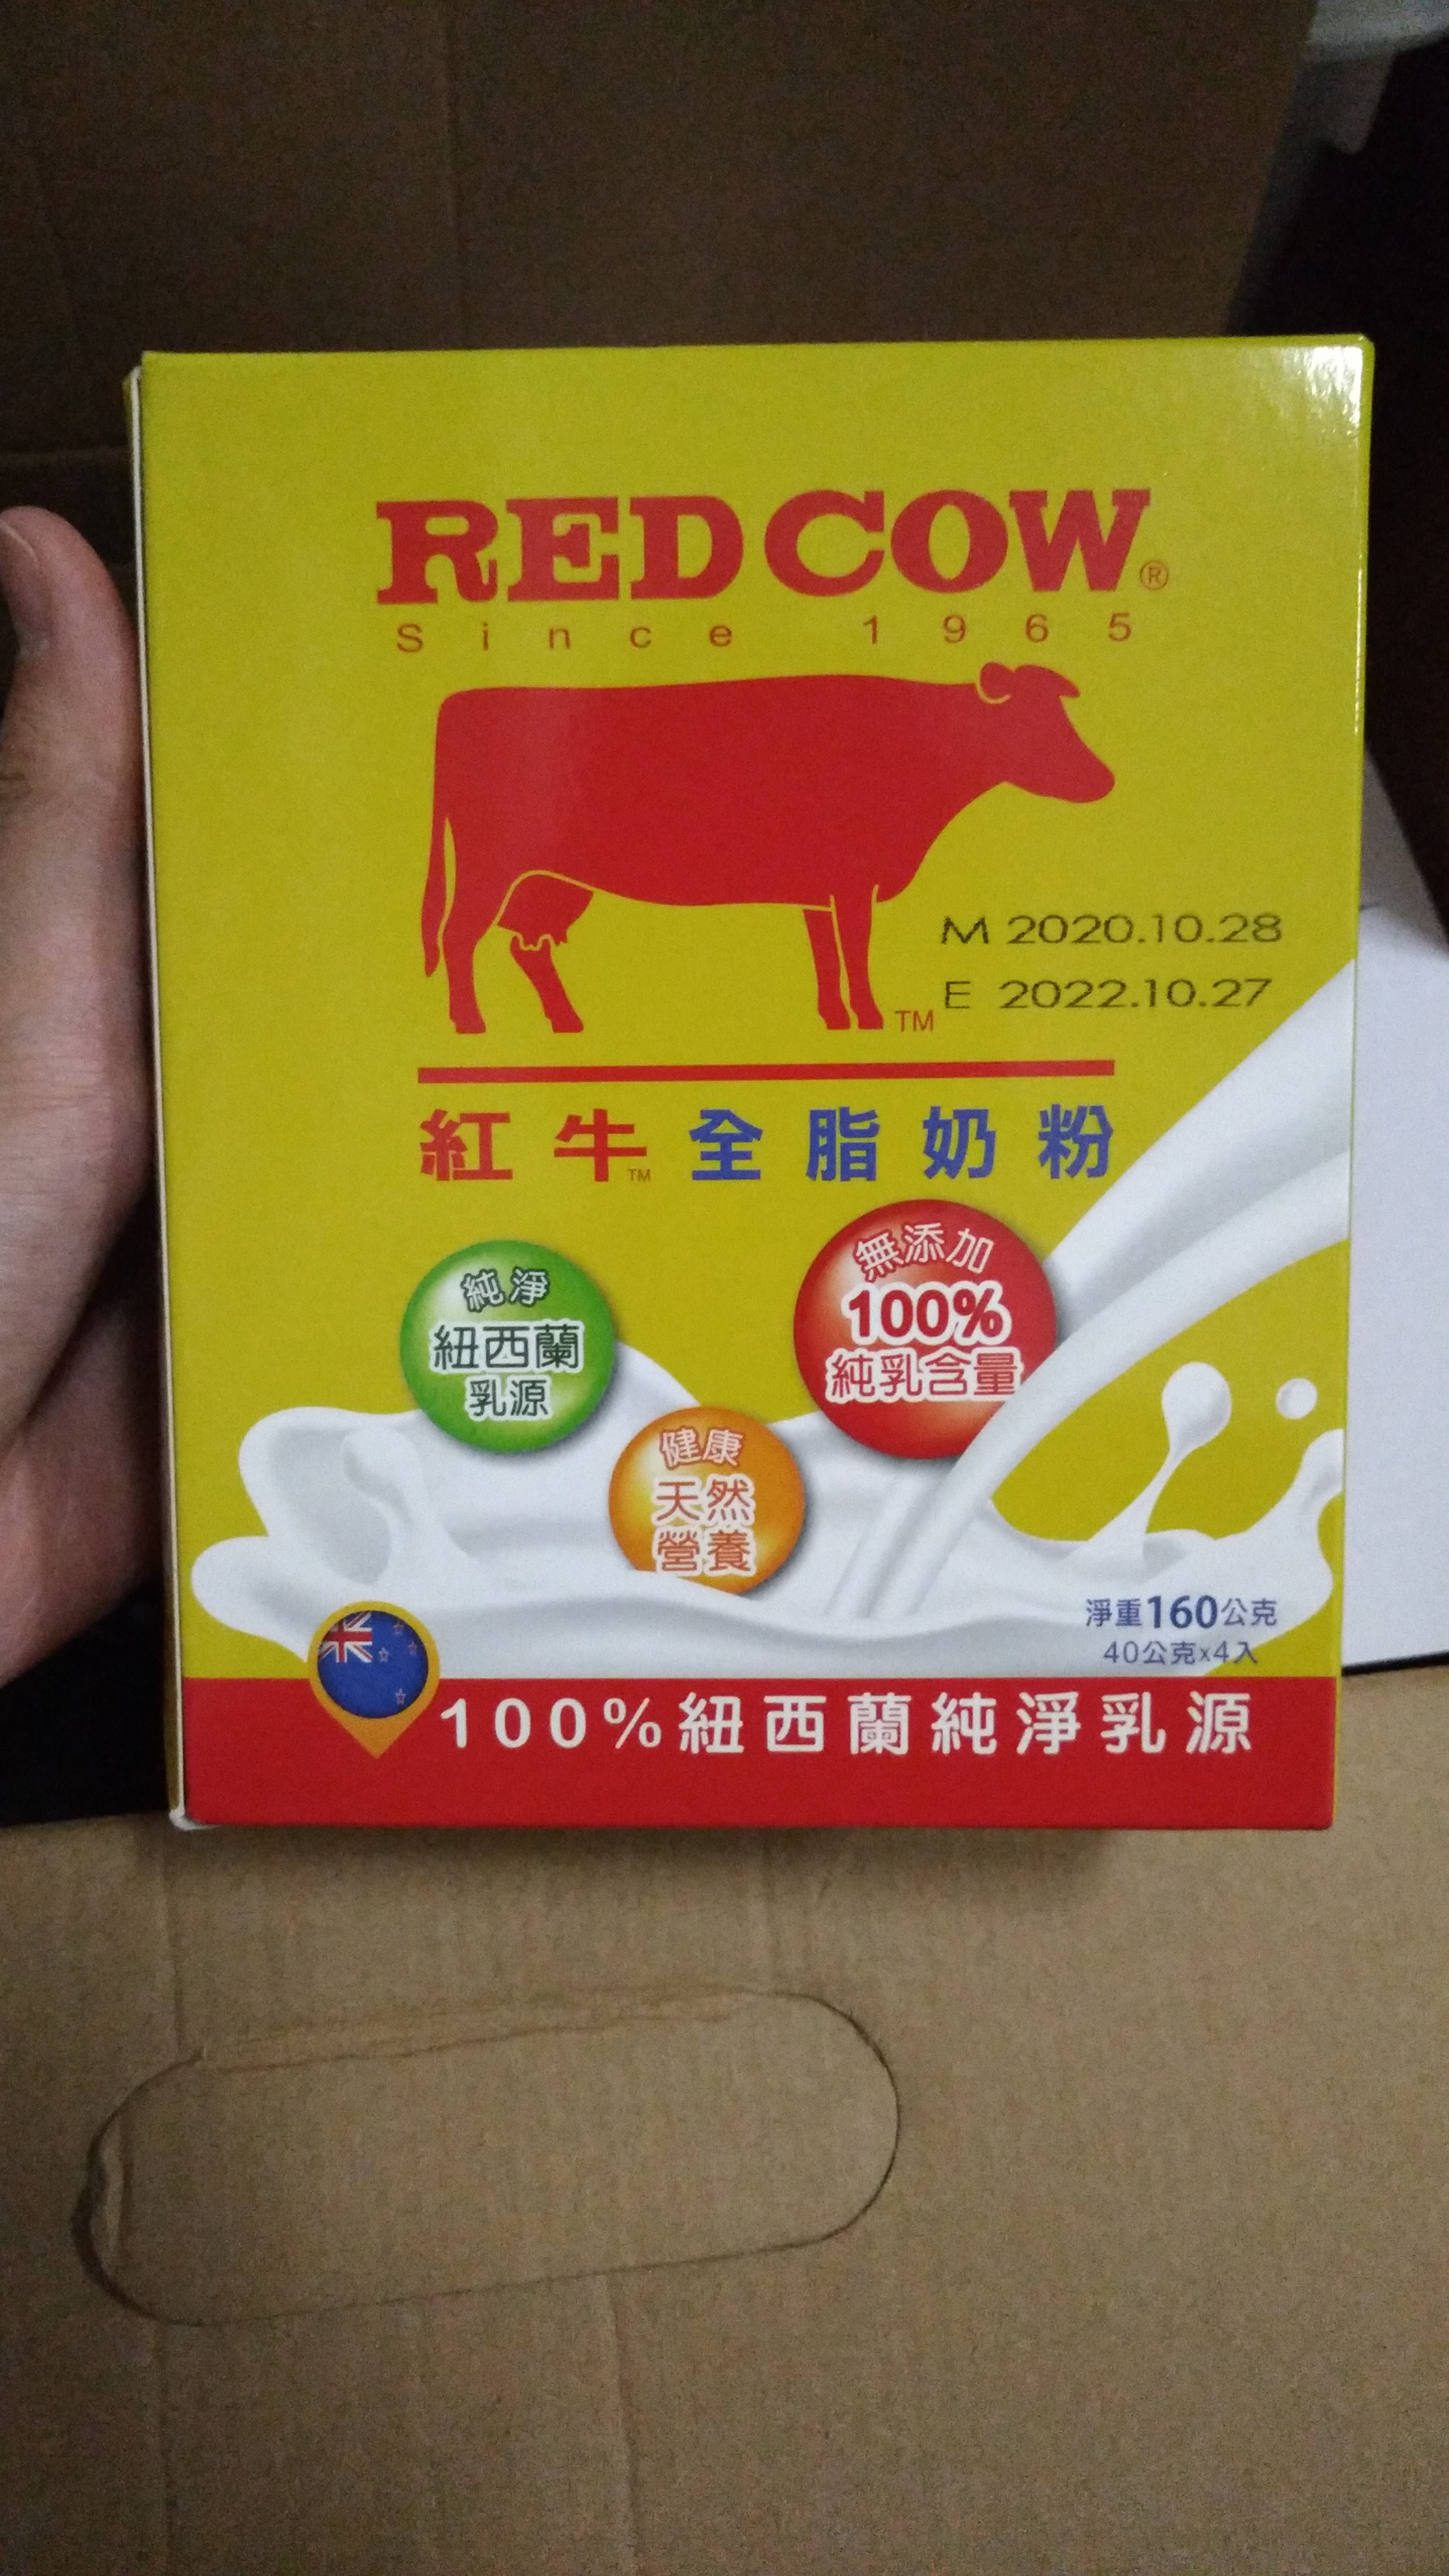 RED COW®
Since 1965
M 2020.10.28
E 2022.10.27
TM
紅牛™全脂奶粉
純淨
紐西蘭
乳源
無添加
100%
純乳含量
健康
天然
營養
淨重160公克
40公克x4入
100%紐西蘭純淨乳源